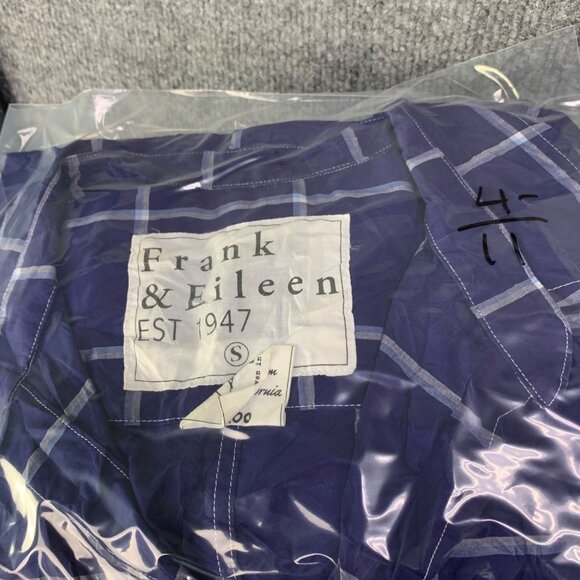 Frank
& Eileen
EST 1947
S
4-
11